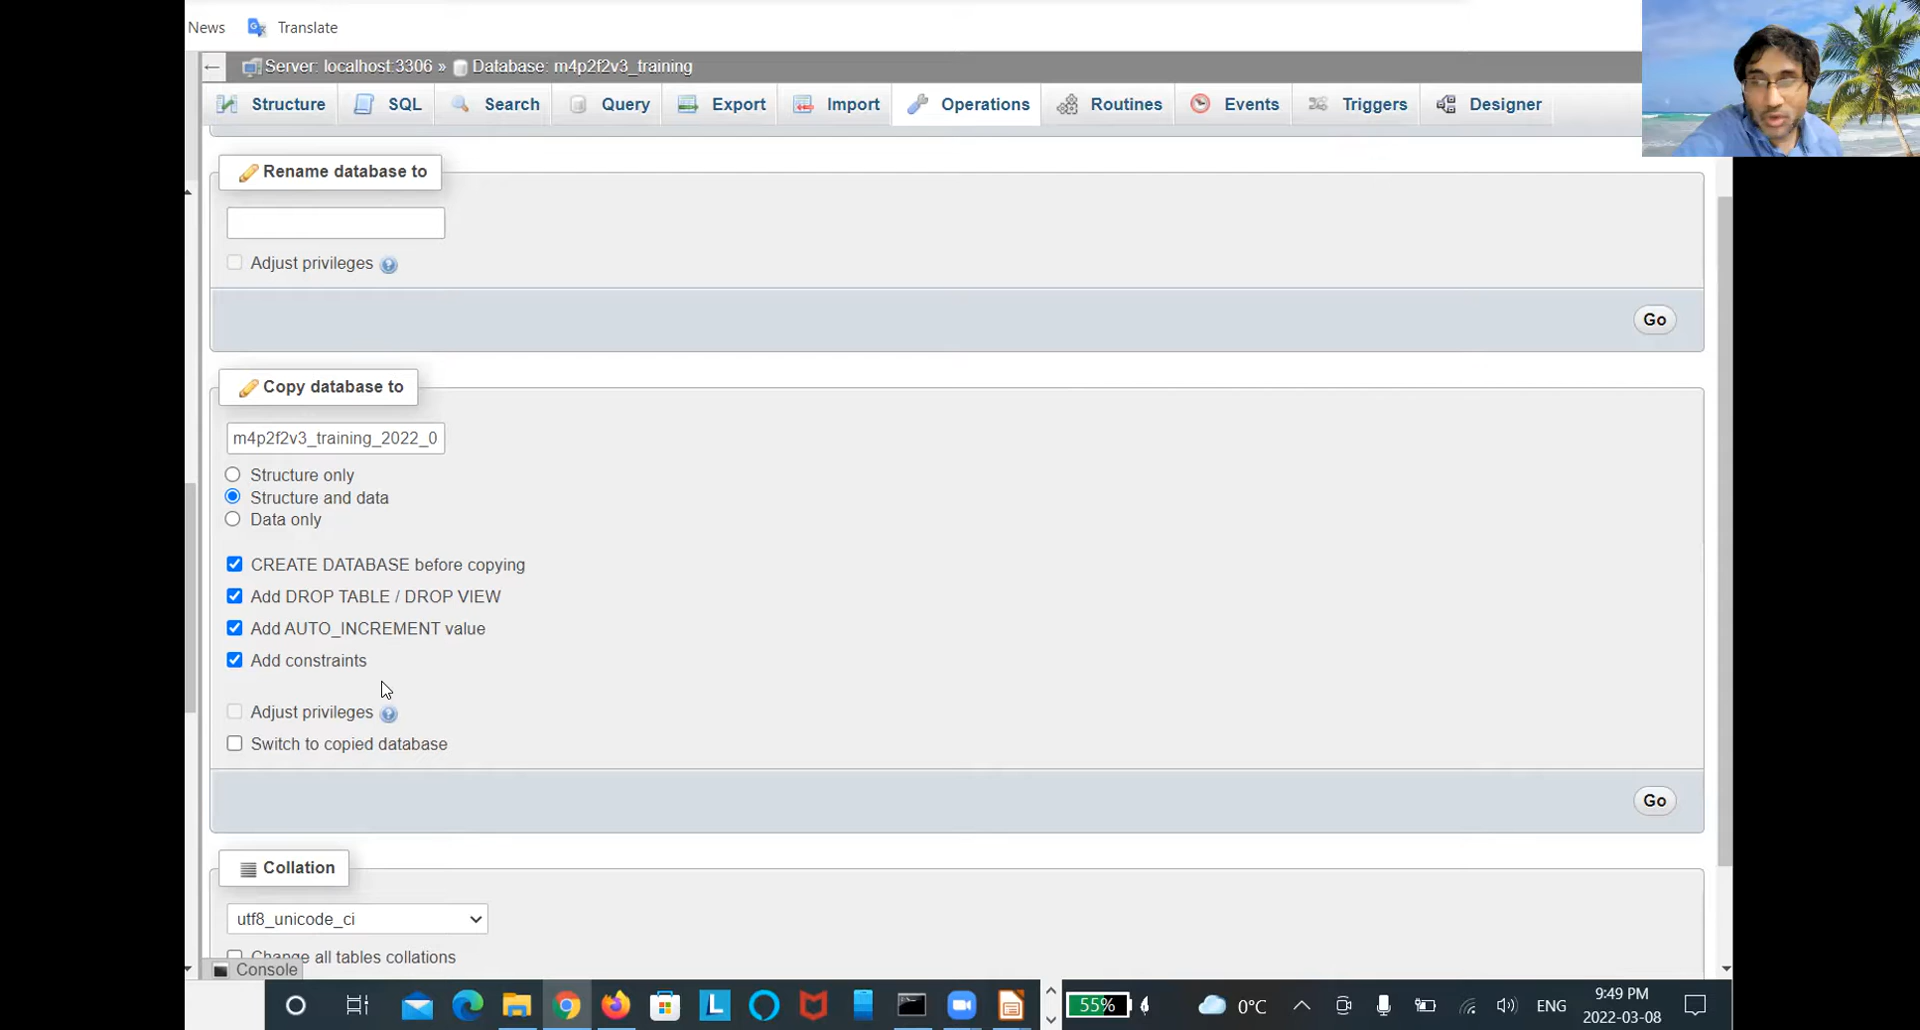 News Translate
Server: localhost:3306 » Database: m4p2f2v3_training
Structure SQL Search Query Export Import Operations Routines Events Triggers Designer
Rename database to
Adjust privileges
Go
Copy database to
m4p2f2v3_training_2022_0
Structure only
Structure and data
Data only
CREATE DATABASE before copying
Add DROP TABLE / DROP VIEW
Add AUTO_INCREMENT value
Add constraints
Adjust privileges
Switch to copied database
Go
Collation
utf8_unicode_ci
Change all tables collations
Console
55% 0°C ENG 9:49 PM
2022-03-08